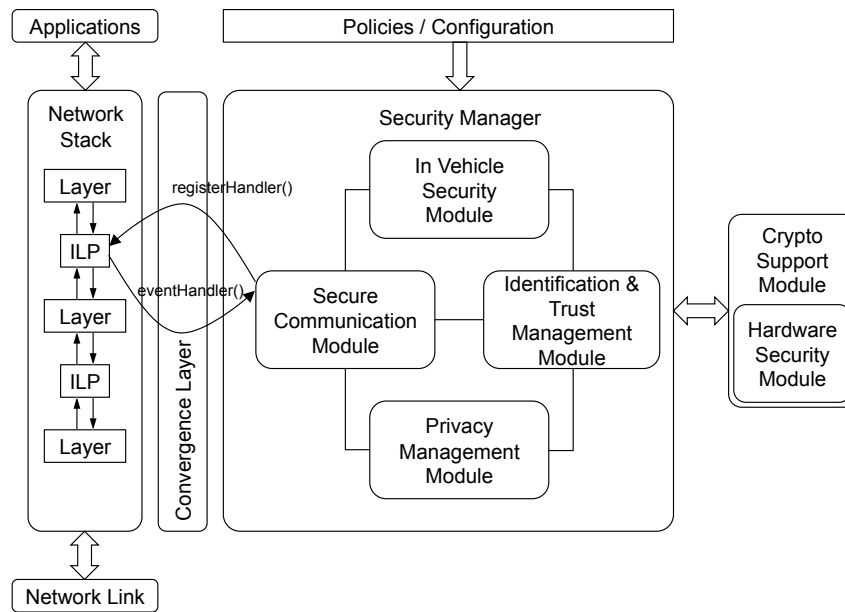 Applications
Policies / Configuration
Network
Stack
Layer
ILP
Layer
ILP
Layer
Network Link
Convergence Layer
registerHandler()
eventHandler()
Security Manager
In Vehicle
Security
Module
Secure
Communication
Module
Identification &
Trust
Management
Module
Privacy
Management
Module
Crypto
Support
Module
Hardware
Security
Module